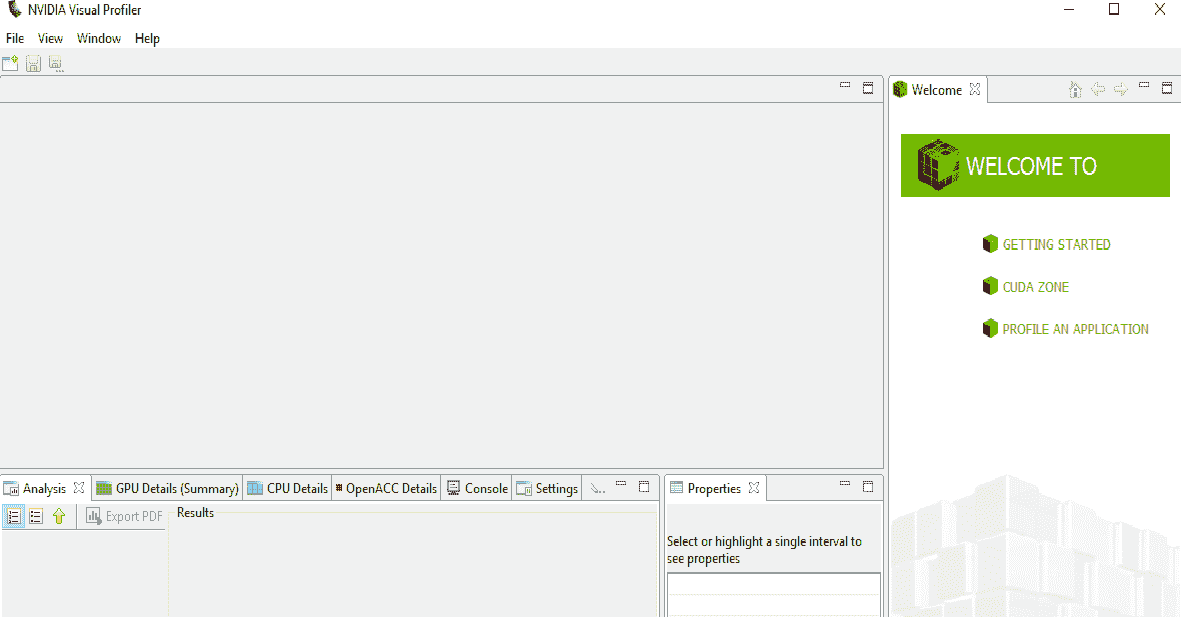 NVIDIA Visual Profiler
File View Window Help
Welcome
WELCOME TO
GETTING STARTED
CUDA ZONE
PROFILE AN APPLICATION
Analysis GPU Details (Summary) CPU Details OpenACC Details Console Settings
Export PDF
Results
Properties
Select or highlight a single interval to
see properties